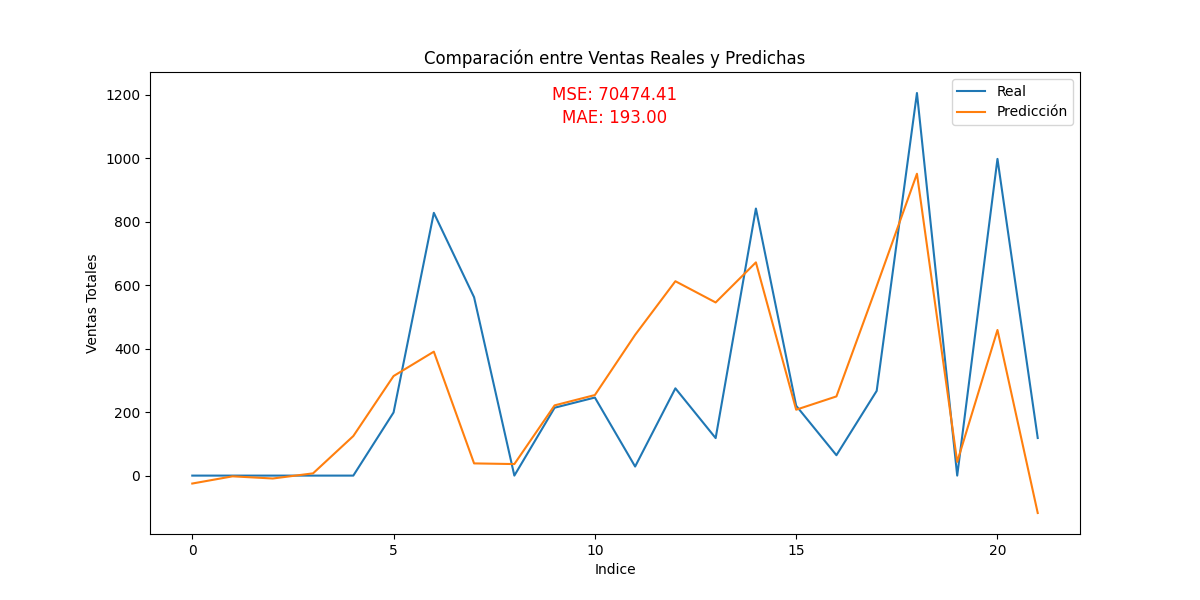 Comparación entre Ventas Reales y Predichas
MSE: 70474.41
MAE: 193.00
Real
Predicción
Ventas Totales
1200
1000
800
600
400
200
0
0
5
10
15
20
Indice